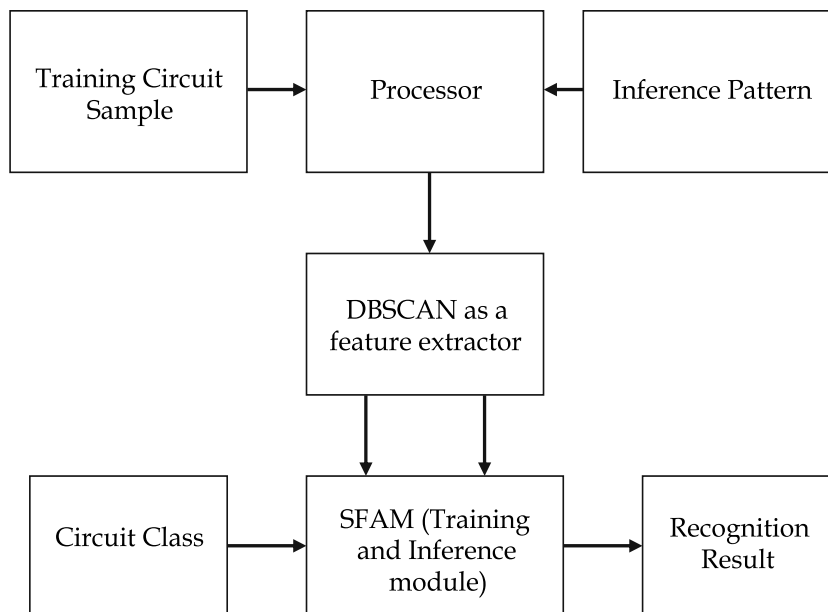 Training Circuit
Sample
Processor
Inference Pattern
DBSCAN as a
feature extractor
Circuit Class
SFAM (Training
and Inference
module)
Recognition
Result